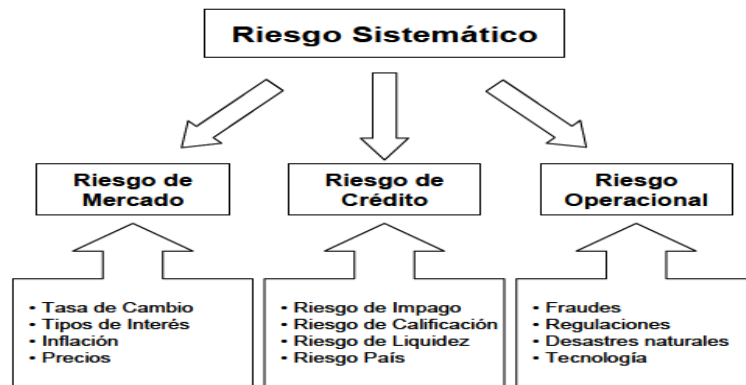 Riesgo Sistemático
Riesgo de
Mercado
Riesgo de
Crédito
Riesgo
Operacional
• Tasa de Cambio
• Tipos de Interés
• Inflación
• Precios
• Riesgo de Impago
• Riesgo de Calificación
• Riesgo de Liquidez
• Riesgo País
• Fraudes
• Regulaciones
• Desastres naturales
• Tecnología